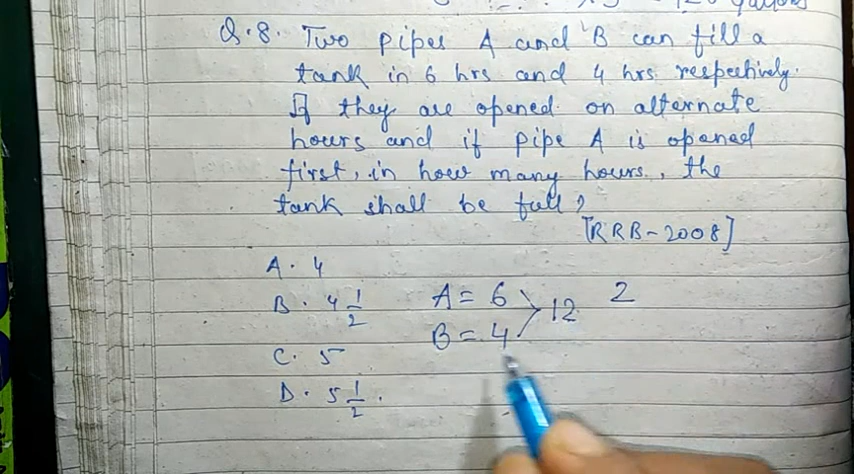 120 gallons
Q.8. Two pipes A and B can fill a
tank in 6 hrs and 4 hrs respectively.
If they are opened on alternate
hours and if pipe A is opened
first, in how many hours, the
tank shall be full?
[RRB-2008]
A. 4
B. 4 1/2
C. 5
D. 5 1/2.
A = 6
B = 4
12
2